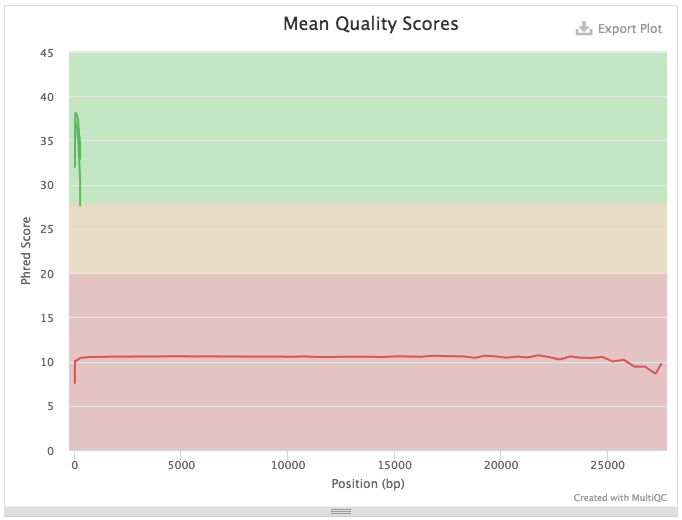 Mean Quality Scores
Export Plot
Phred Score
45
40
35
30
25
20
15
10
5
0
0 5000 10000 15000 20000 25000
Position (bp)
Created with MultiQC